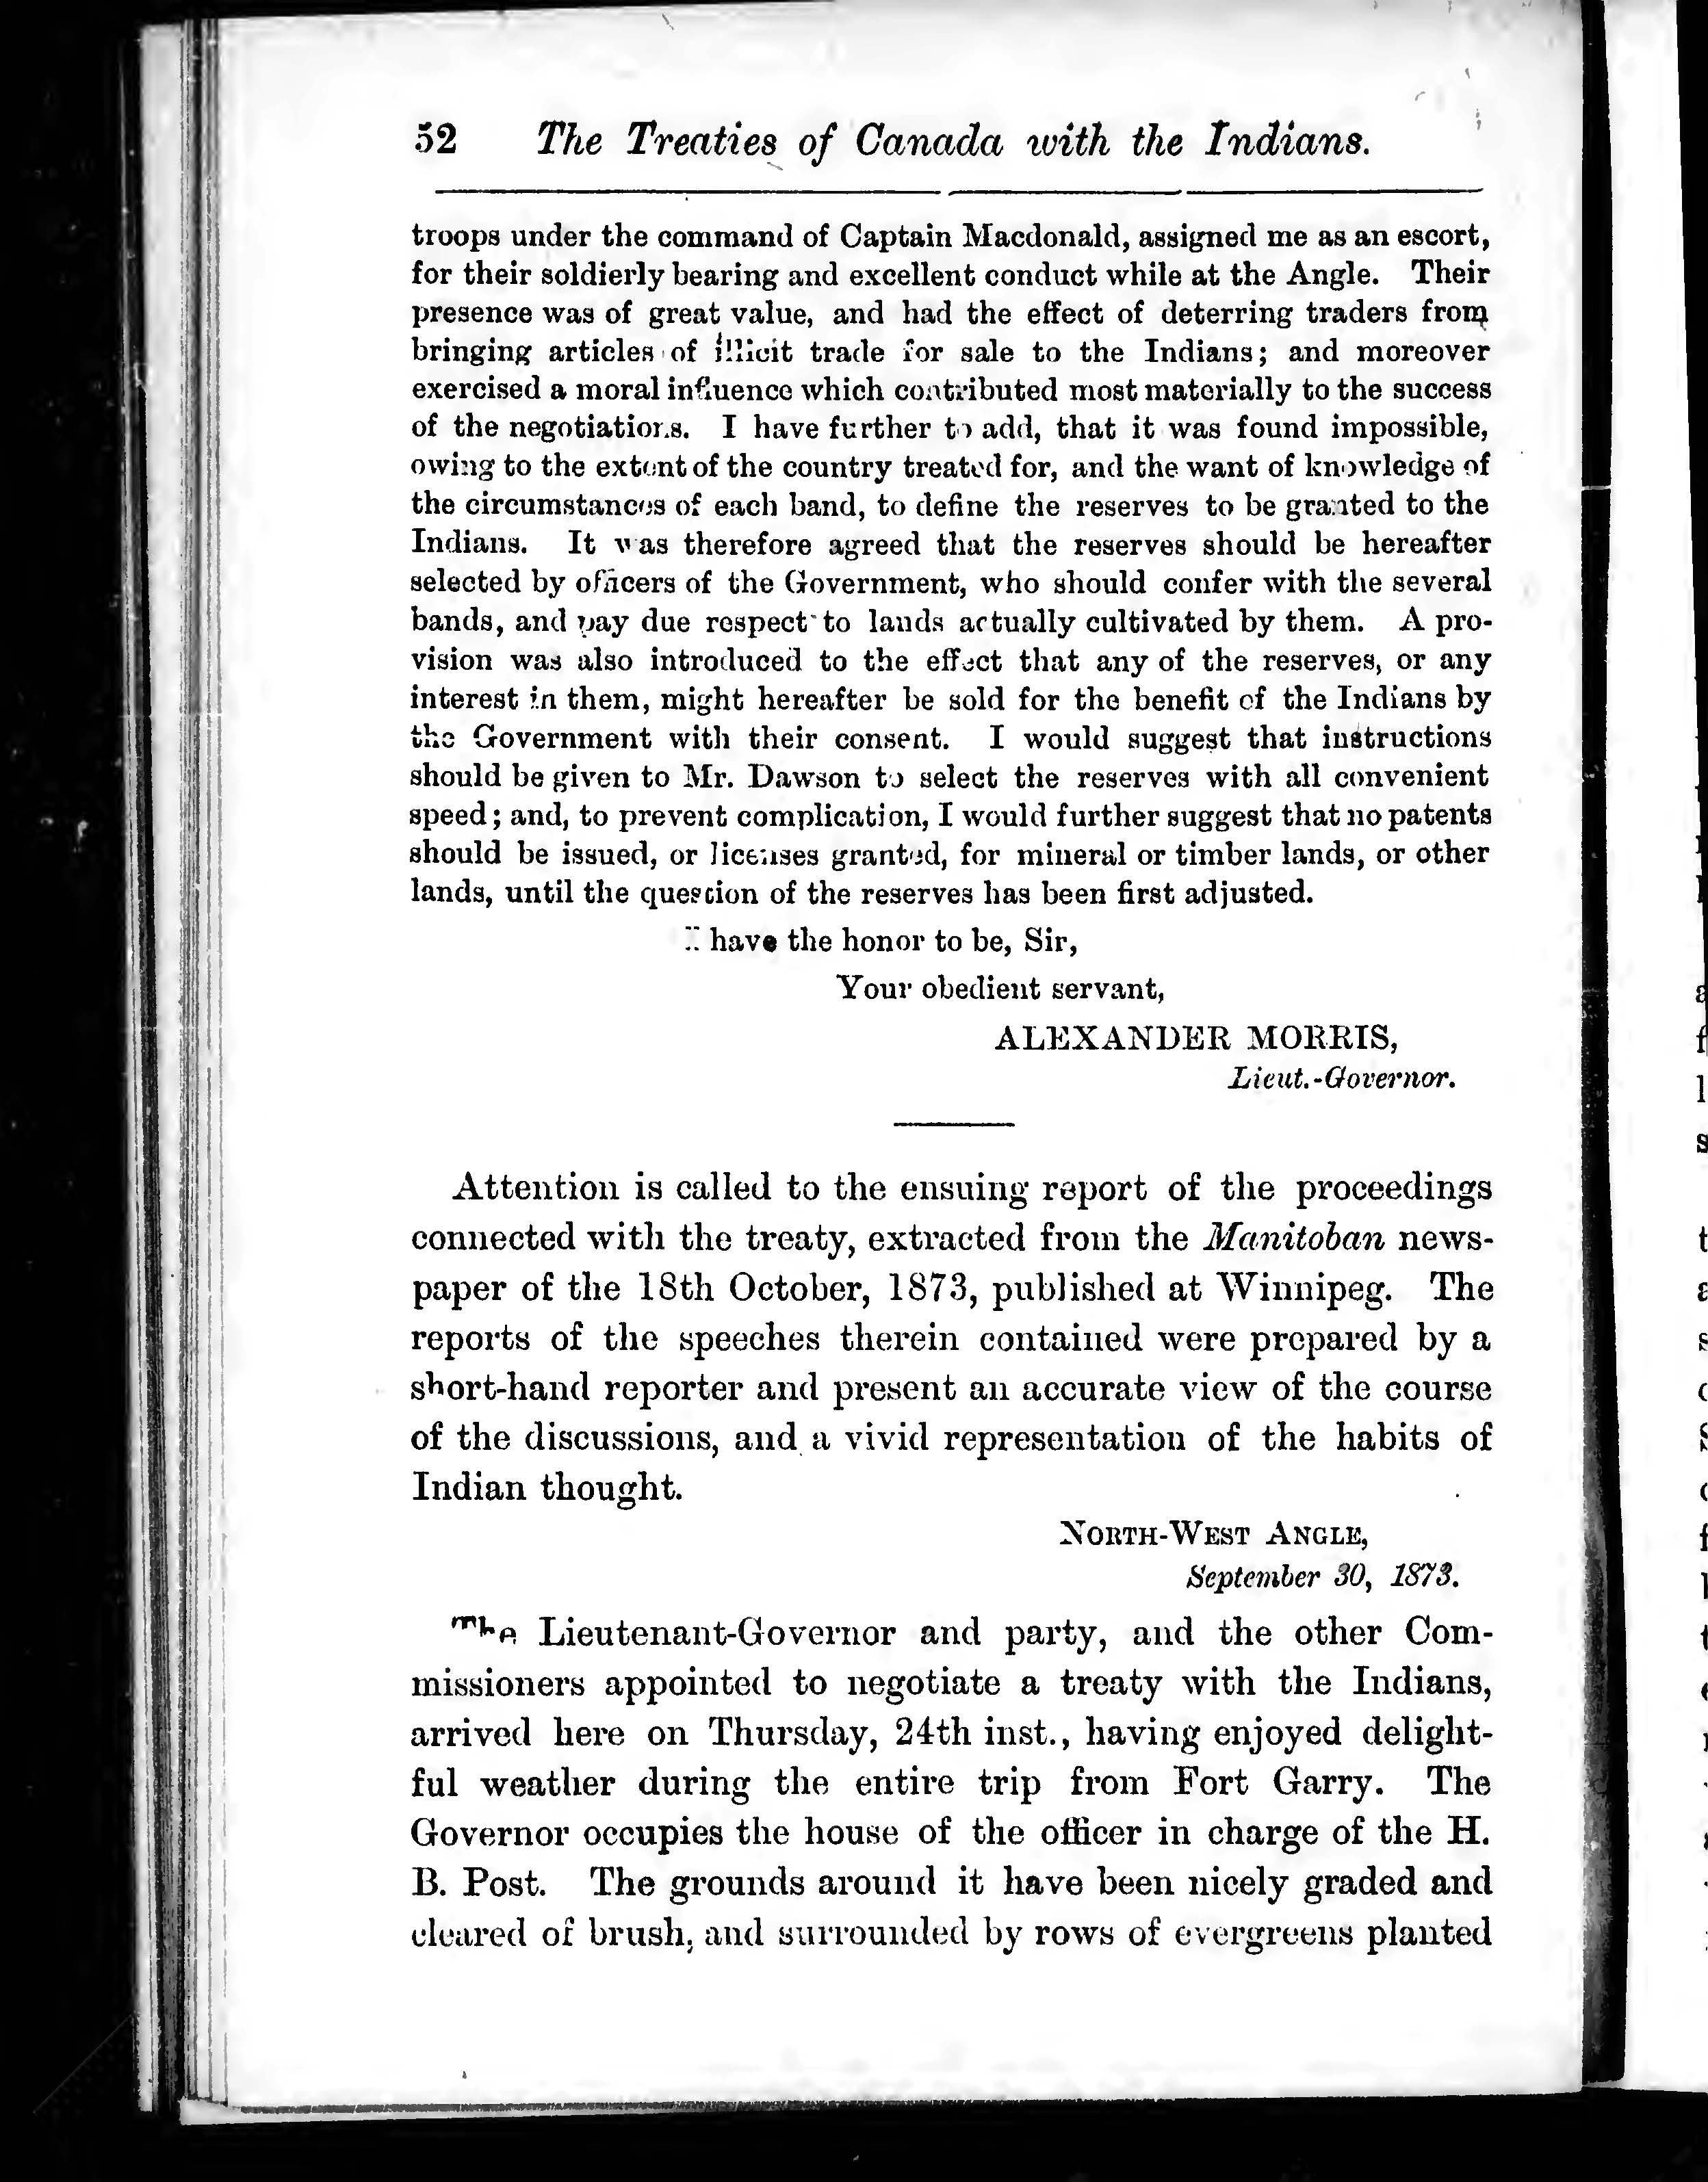 52 The Treaties of Canada with the Indians.
troops under the command of Captain Macdonald, assigned me as an escort,
for their soldierly bearing and excellent conduct while at the Angle. Their
presence was of great value, and had the effect of deterring traders from
bringing articles of illicit trade for sale to the Indians; and moreover
exercised a moral influence which contributed most materially to the success
of the negotiations. I have further to add, that it was found impossible,
owing to the extent of the country treated for, and the want of knowledge of
the circumstances of each band, to define the reserves to be granted to the
Indians. It was therefore agreed that the reserves should be hereafter
selected by officers of the Government, who should confer with the several
bands, and pay due respect to lands actually cultivated by them. A pro-
vision was also introduced to the effect that any of the reserves, or any
interest in them, might hereafter be sold for the benefit of the Indians by
the Government with their consent. I would suggest that instructions
should be given to Mr. Dawson to select the reserves with all convenient
speed; and, to prevent complication, I would further suggest that no patents
should be issued, or licenses granted, for mineral or timber lands, or other
lands, until the question of the reserves has been first adjusted.
I have the honor to be, Sir,
Your obedient servant,
ALEXANDER MORRIS,
Lieut.-Governor.
Attention is called to the ensuing report of the proceedings
connected with the treaty, extracted from the Manitoban news-
paper of the 18th October, 1873, published at Winnipeg. The
reports of the speeches therein contained were prepared by a
short-hand reporter and present an accurate view of the course
of the discussions, and a vivid representation of the habits of
Indian thought.
NORTH-WEST ANGLE,
September 30, 1873.
The Lieutenant-Governor and party, and the other Com-
missioners appointed to negotiate a treaty with the Indians,
arrived here on Thursday, 24th inst., having enjoyed delight-
ful weather during the entire trip from Fort Garry. The
Governor occupies the house of the officer in charge of the H.
B. Post. The grounds around it have been nicely graded and
cleared of brush, and surrounded by rows of evergreens planted